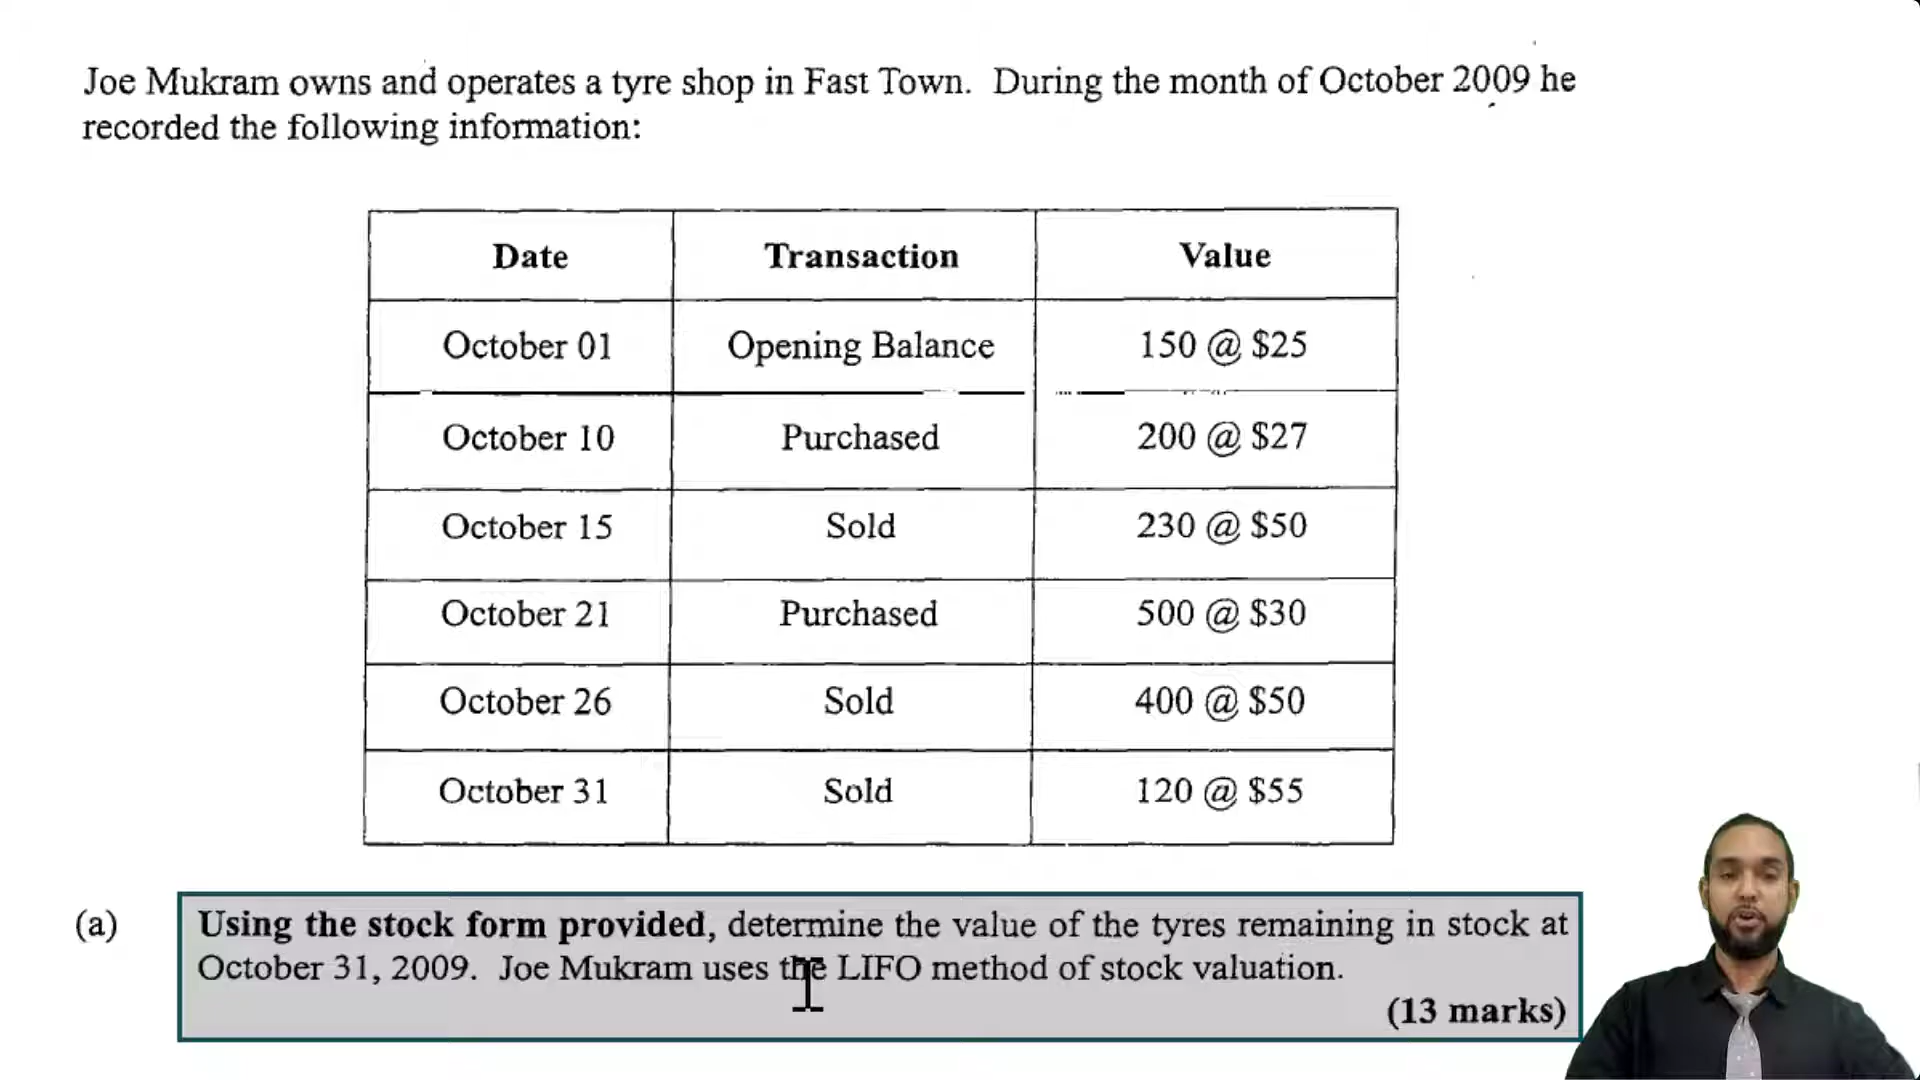 Joe Mukram owns and operates a tyre shop in Fast Town. During the month of October 2009 he
recorded the following information:
Date Transaction Value
October 01 Opening Balance 150 @ $25
October 10 Purchased 200 @ $27
October 15 Sold 230 @ $50
October 21 Purchased 500 @ $30
October 26 Sold 400 @ $50
October 31 Sold 120 @ $55
(a) Using the stock form provided, determine the value of the tyres remaining in stock at
October 31, 2009. Joe Mukram uses the LIFO method of stock valuation.
(13 marks)